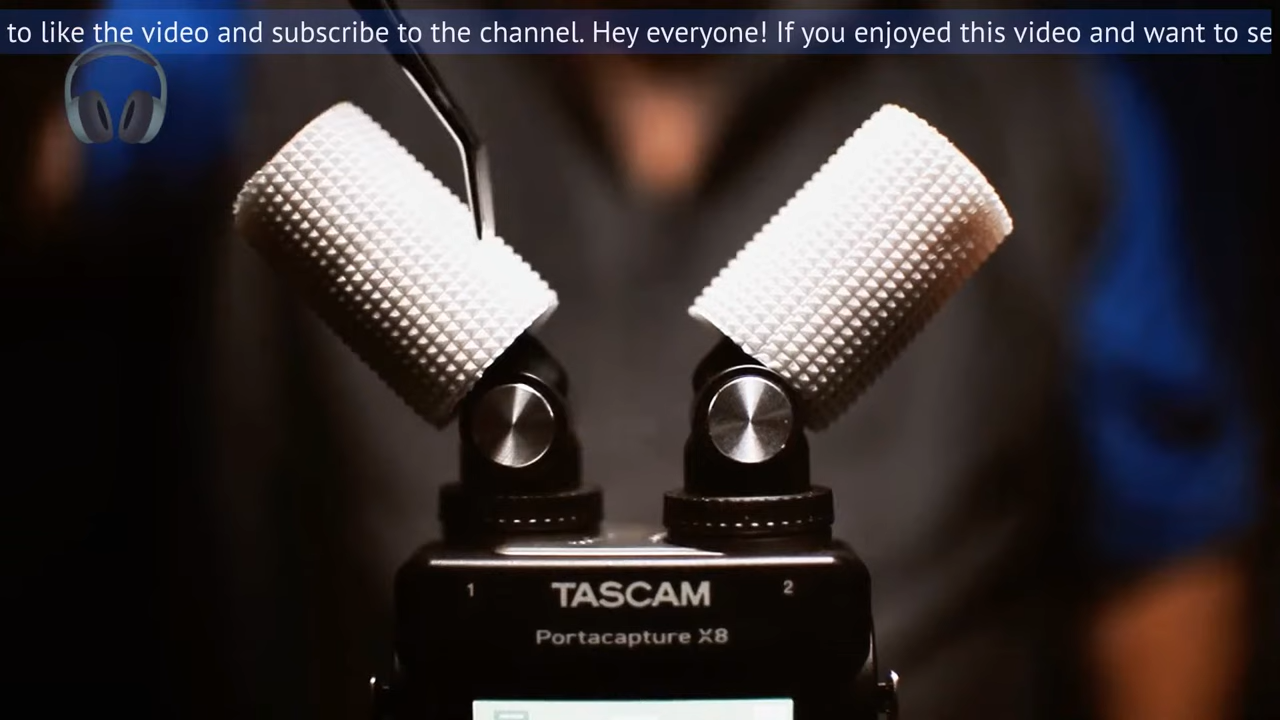 to like the video and subscribe to the channel. Hey everyone! If you enjoyed this video and want to se
1 TASCAM 2
Portacapture X8